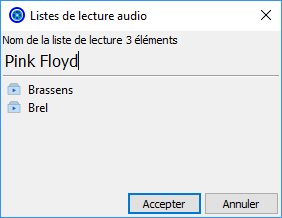 Listes de lecture audio
Nom de la liste de lecture 3 éléments
Pink Floyd
Brassens
Brel
Accepter Annuler